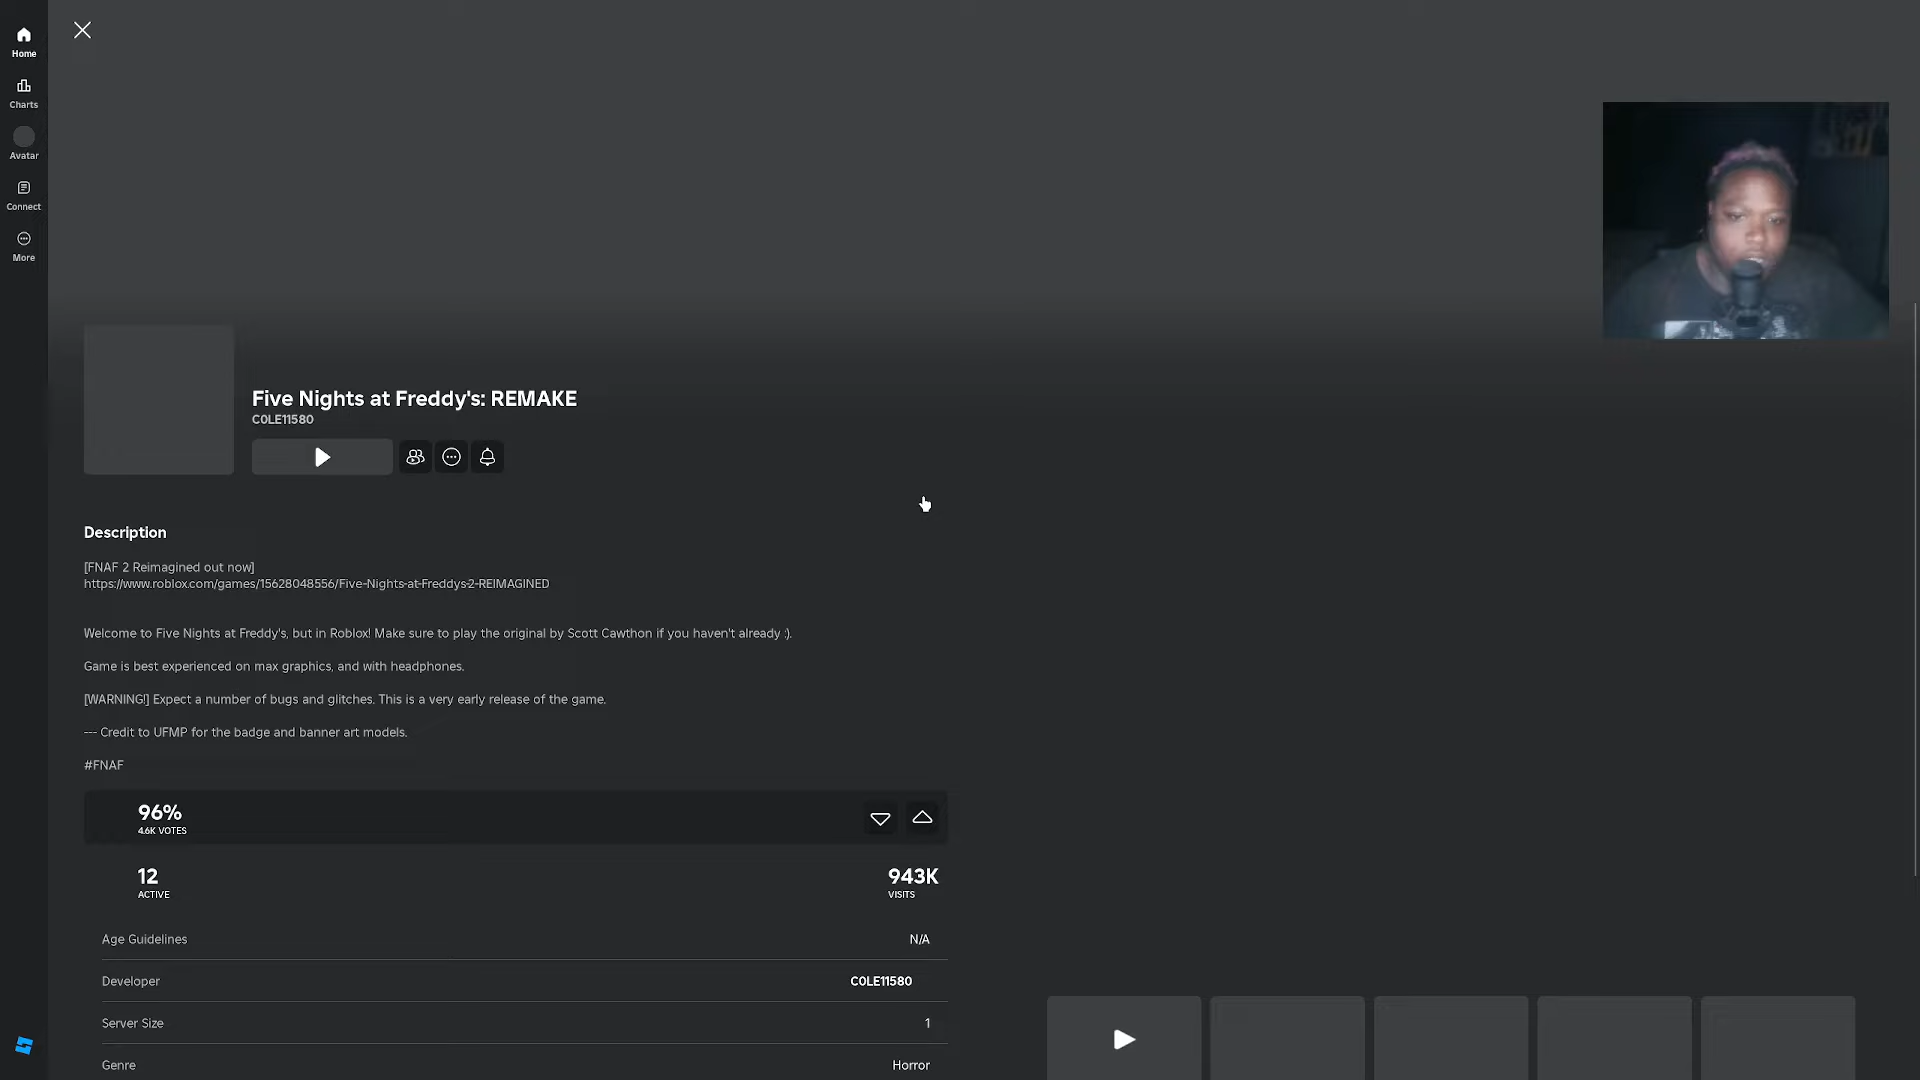 Home
Charts
Avatar
Connect
More
Five Nights at Freddy's: REMAKE
C0LE11580
Description
[FNAF 2 Reimagined out now]
https://www.roblox.com/games/15628048556/Five-Nights-at-Freddys-2-REIMAGINED
Welcome to Five Nights at Freddy's, but in Roblox! Make sure to play the original by Scott Cawthon if you haven't already :).
Game is best experienced on max graphics, and with headphones.
[WARNING!] Expect a number of bugs and glitches. This is a very early release of the game.
--- Credit to UFMP for the badge and banner art models.
#FNAF
96%
4.6K VOTES
12
ACTIVE
943K
VISITS
Age Guidelines N/A
Developer C0LE11580
Server Size 1
Genre Horror